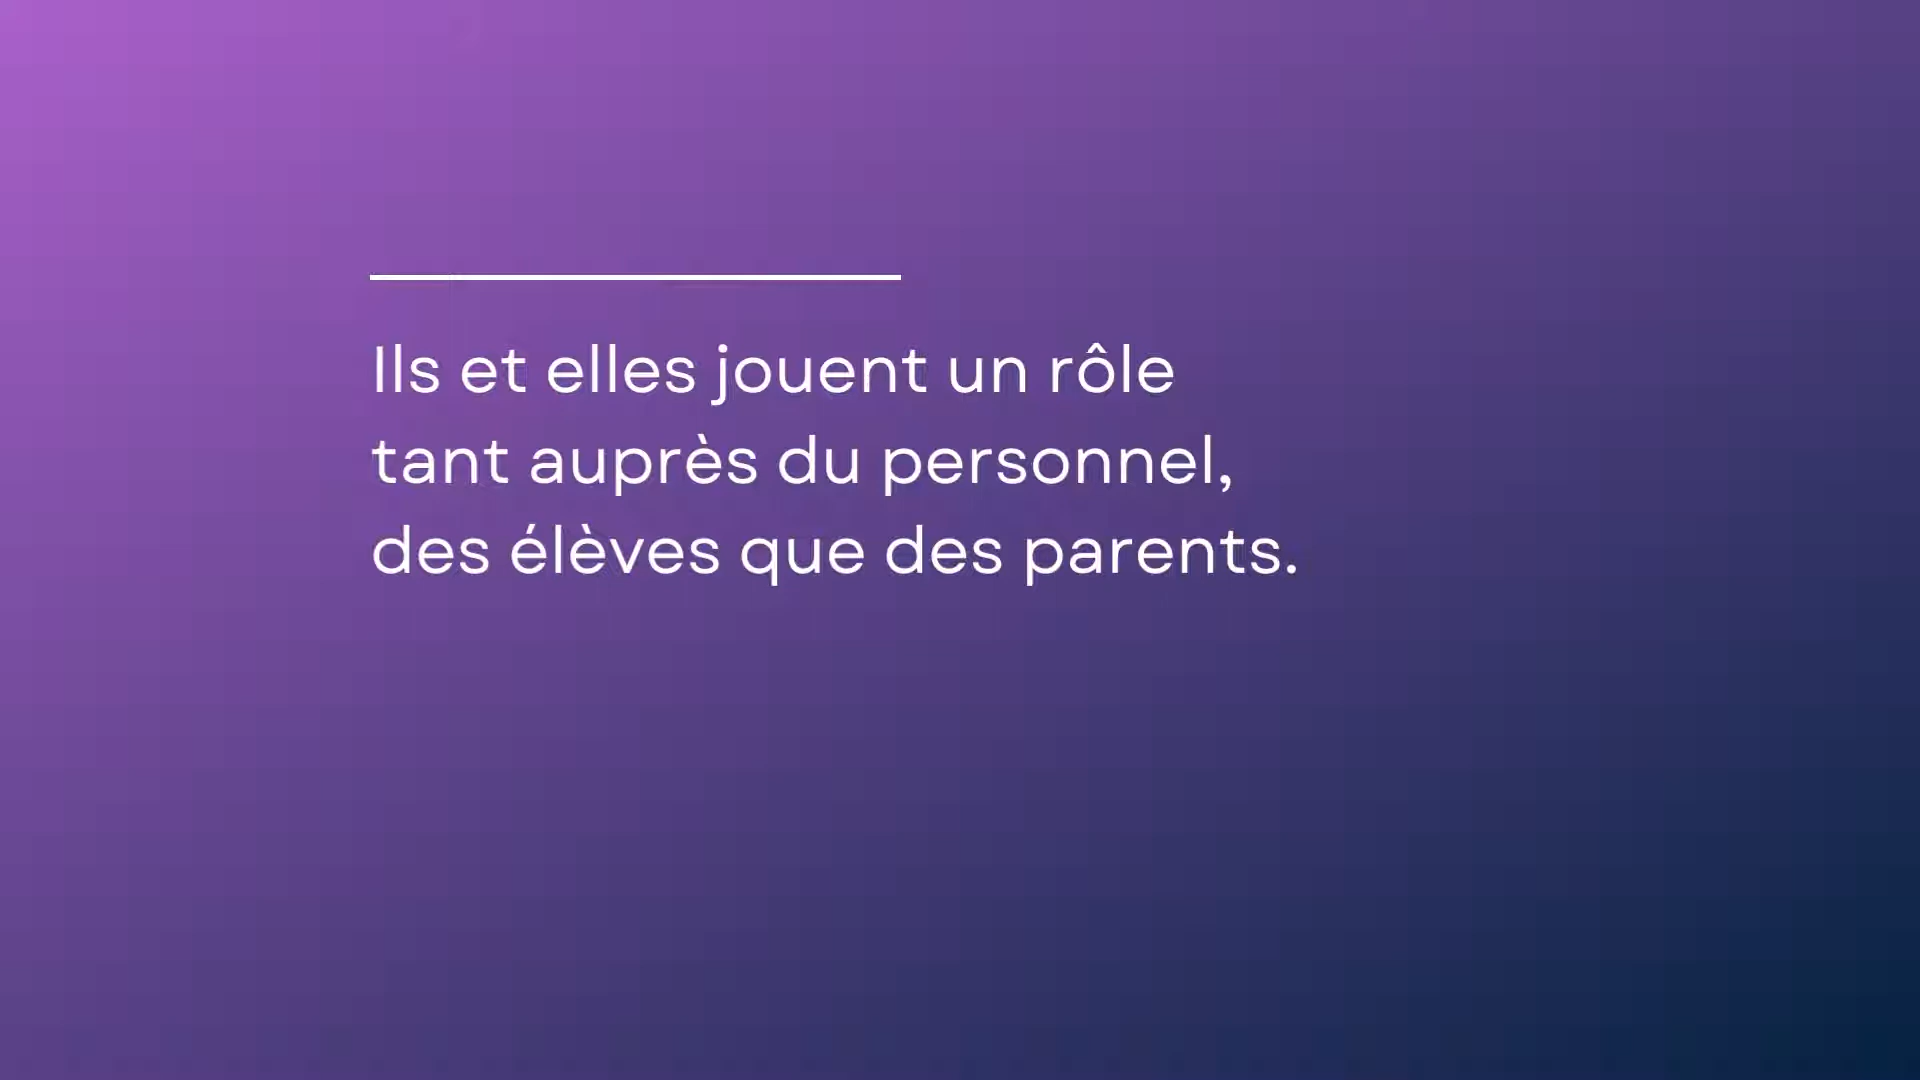 Ils et elles jouent un rôle
tant auprès du personnel,
des élèves que des parents.